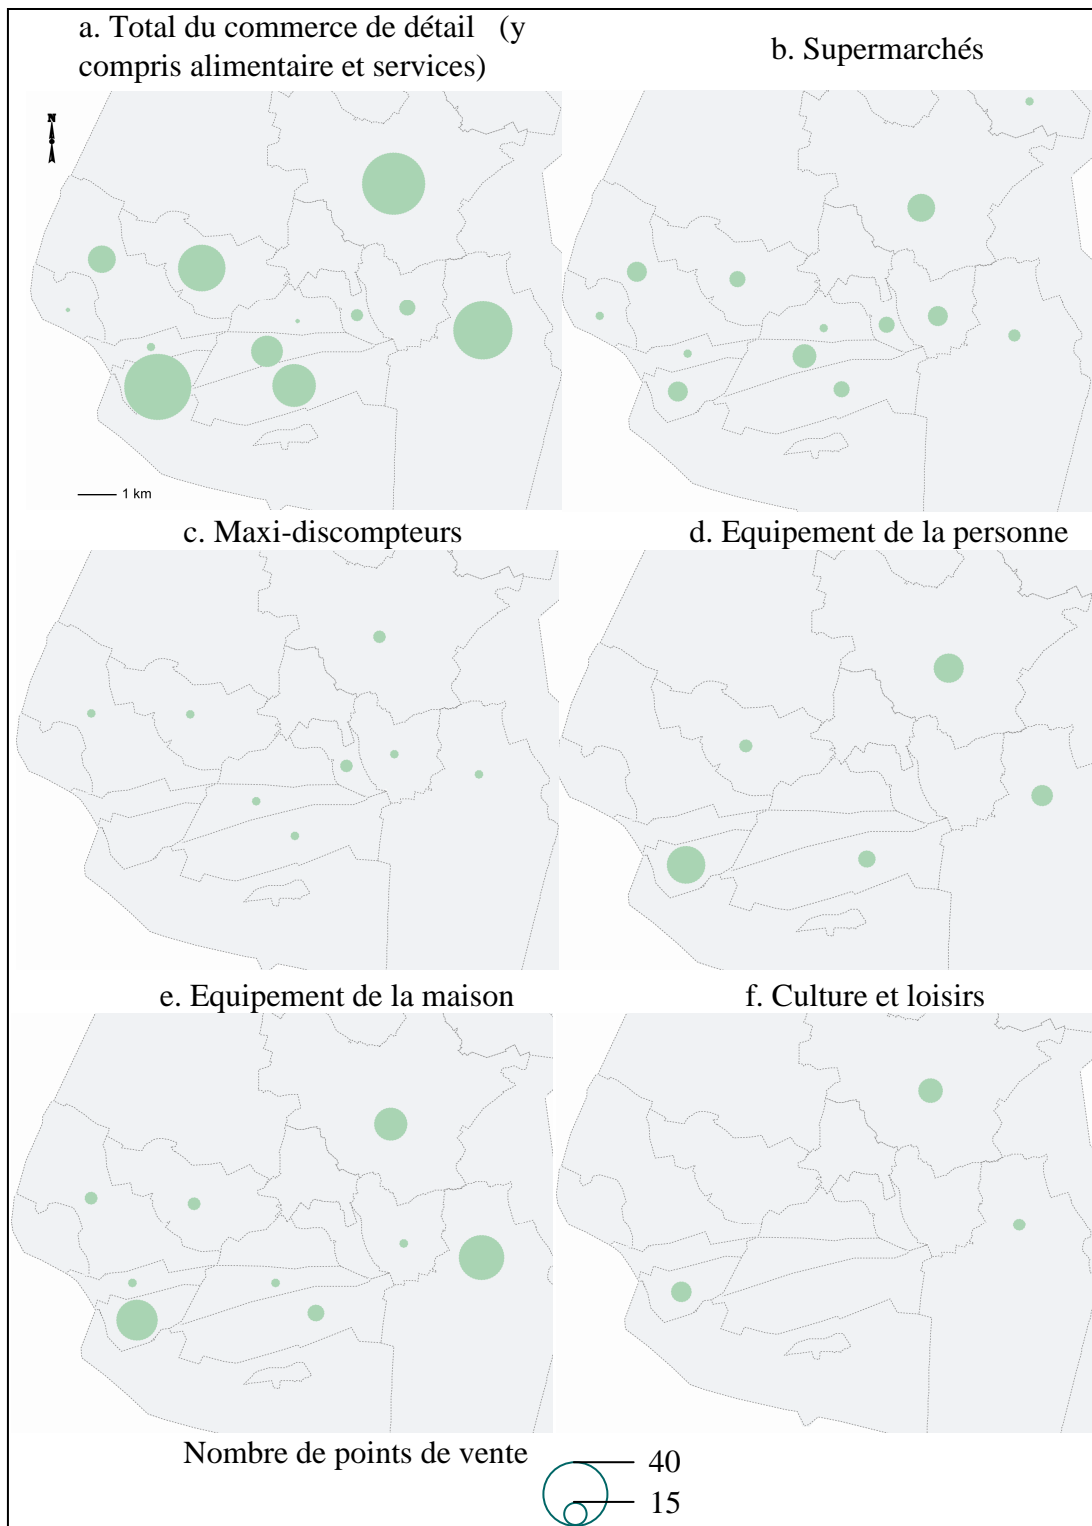 a. Total du commerce de détail (y
compris alimentaire et services)
b. Supermarchés
N
1 km
c. Maxi-discompteurs
d. Equipement de la personne
e. Equipement de la maison
f. Culture et loisirs
Nombre de points de vente
40
15